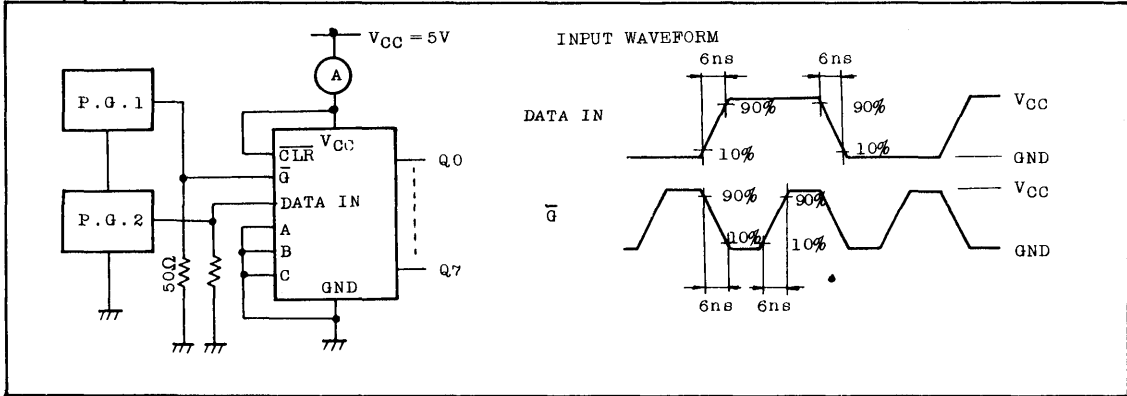 VCC = 5V
A
P.G.1
P.G.2
VCC
CLR
G
DATA IN
A
B
C
GND
Q0
Q7
50Ω
INPUT WAVEFORM
6ns
6ns
DATA IN
90%
90%
10%
10%
VCC
GND
G
90%
90%
10%
10%
VCC
GND
6ns
6ns